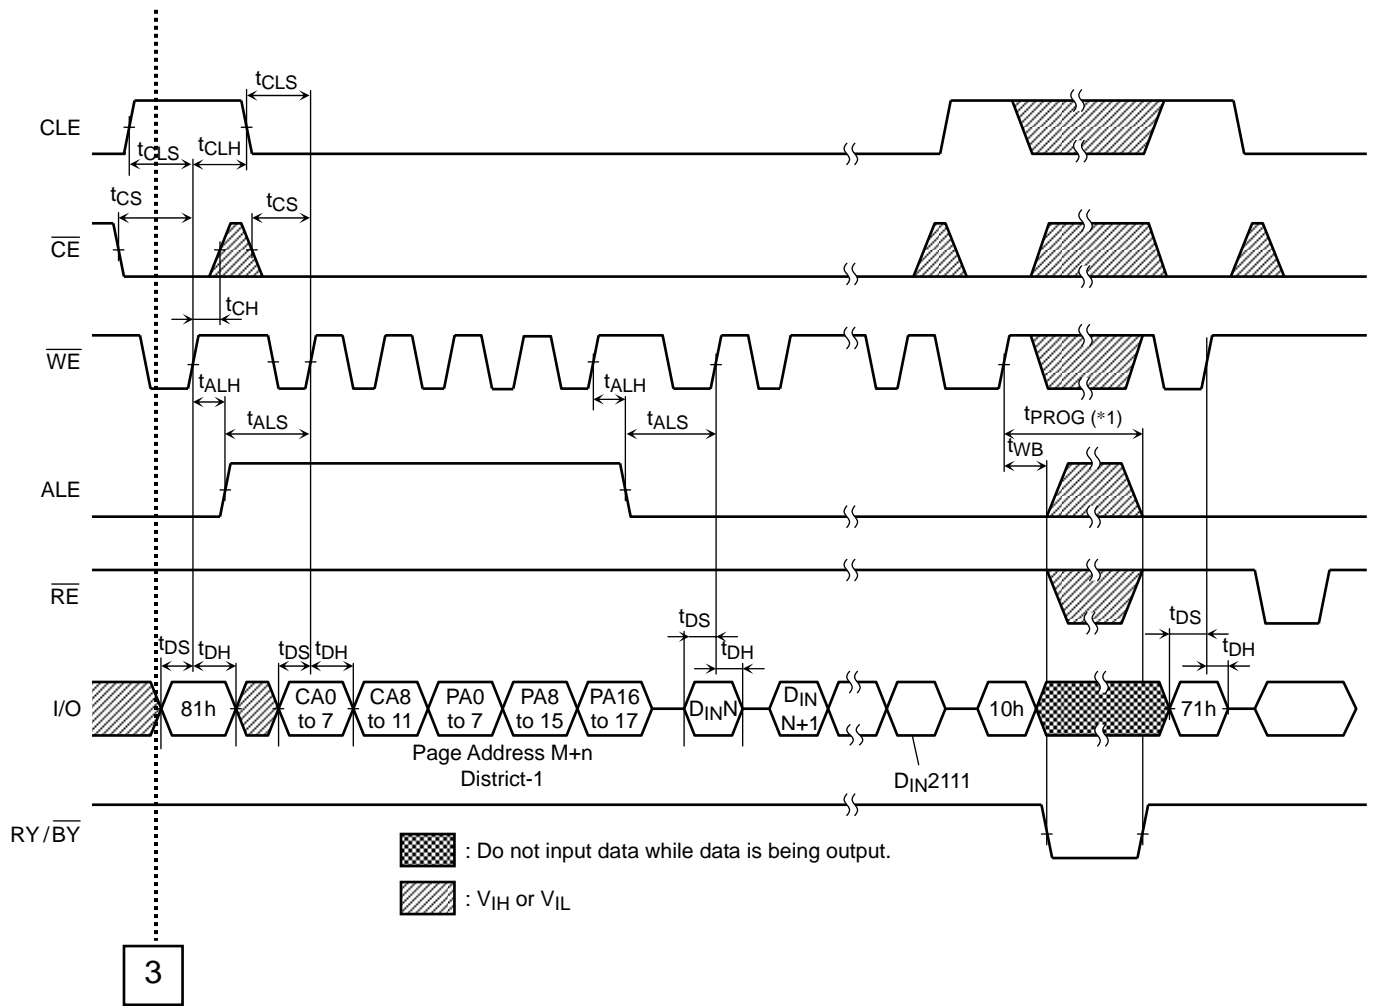 tCLS
CLE
tCLS
tCLH
tCS
tCS
CE
tCH
WE
tALH
tALH
tALS
tALS
tPROG (*1)
tWB
ALE
RE
tDS
tDH
tDS
tDH
tDS
tDH
tDS
tDH
I/O
81h
CA0 to 7
CA8 to 11
PA0 to 7
PA8 to 15
PA16 to 17
DINN
DIN N+1
10h
71h
Page Address M+n
District-1
DIN2111
RY/BY
: Do not input data while data is being output.
: VIH or VIL
3